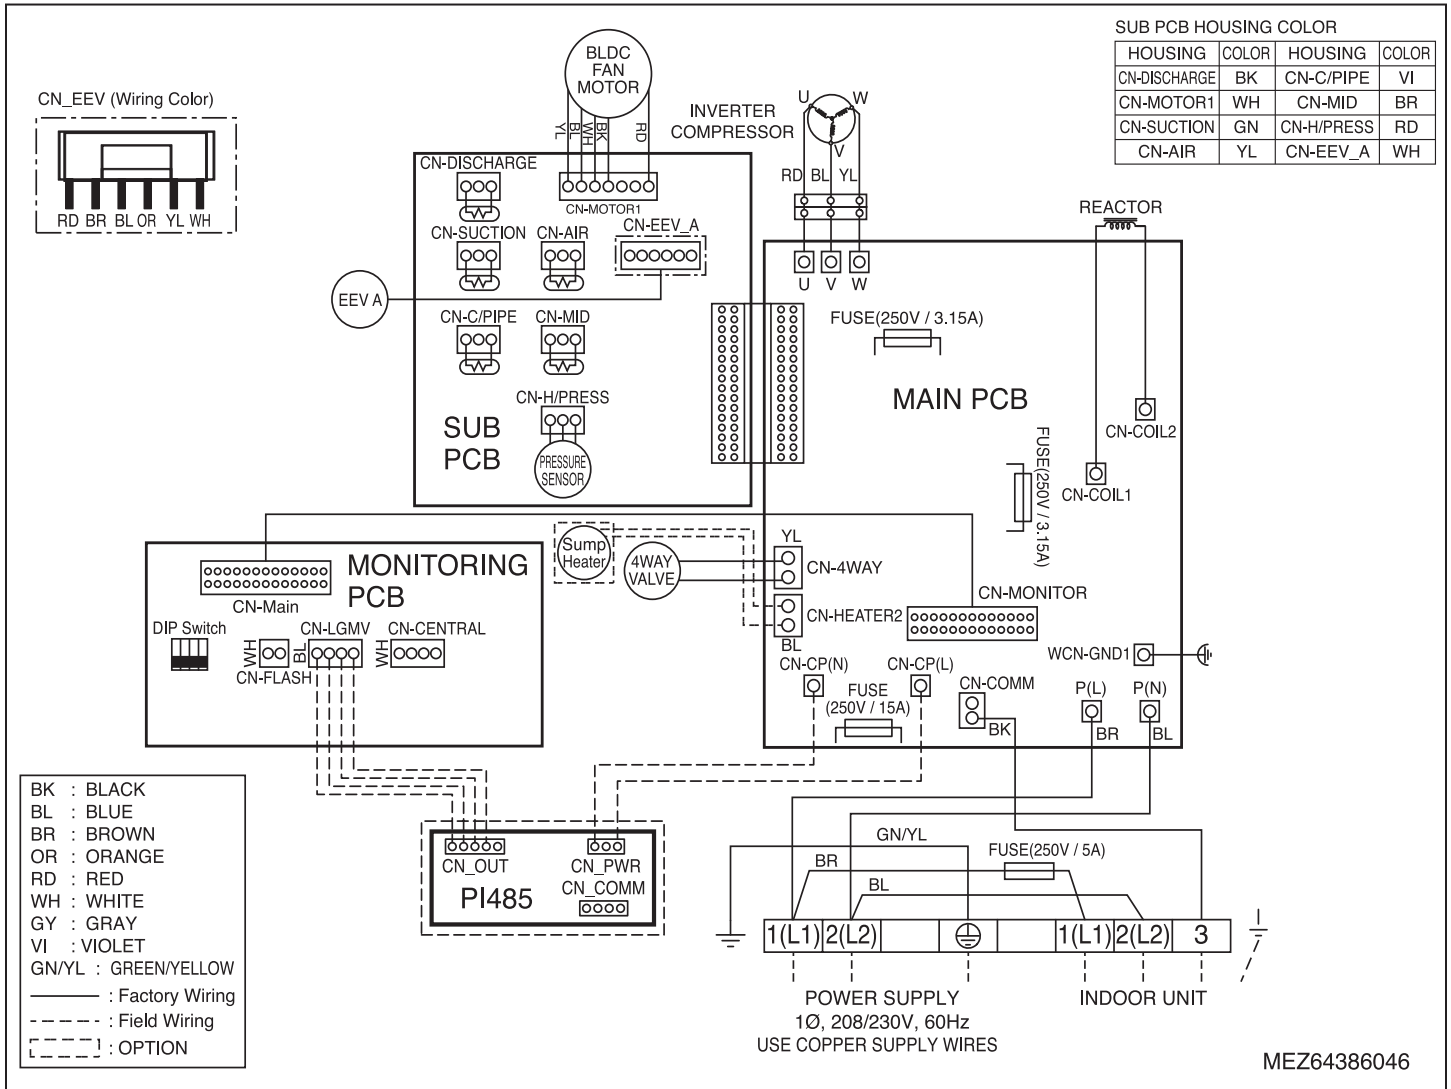 SUB PCB HOUSING COLOR
HOUSING COLOR HOUSING COLOR
CN-DISCHARGE BK CN-C/PIPE VI
CN-MOTOR1 WH CN-MID BR
CN-SUCTION GN CN-H/PRESS RD
CN-AIR YL CN-EEV_A WH
CN_EEV (Wiring Color)
RD BR BL OR YL WH
BLDC
FAN
MOTOR
YL BL WH BK RD
CN-DISCHARGE
CN-MOTOR1
CN-SUCTION
CN-AIR
CN-EEV_A
EEV A
CN-C/PIPE
CN-MID
CN-H/PRESS
SUB
PCB
PRESSURE
SENSOR
INVERTER
COMPRESSOR
U W
V
RD BL YL
U V W
REACTOR
FUSE(250V / 3.15A)
MAIN PCB
CN-COIL2
CN-COIL1
FUSE(250V / 3.15A)
Sump
Heater
4WAY
VALVE
YL
CN-4WAY
CN-HEATER2
BL
CN-MONITOR
WCN-GND1
CN-CP(N)
CN-CP(L)
FUSE
(250V / 15A)
CN-COMM
BK
P(L)
P(N)
BR
BL
MONITORING
PCB
CN-Main
DIP Switch
WH
CN-FLASH
BL
CN-LGMV
WH
CN-CENTRAL
CN_OUT
CN_PWR
CN_COMM
PI485
GN/YL
FUSE(250V / 5A)
BR
BL
1(L1) 2(L2) 1(L1) 2(L2) 3
POWER SUPPLY
1Ø, 208/230V, 60Hz
USE COPPER SUPPLY WIRES
INDOOR UNIT
BK : BLACK
BL : BLUE
BR : BROWN
OR : ORANGE
RD : RED
WH : WHITE
GY : GRAY
VI : VIOLET
GN/YL : GREEN/YELLOW
: Factory Wiring
: Field Wiring
: OPTION
MEZ64386046